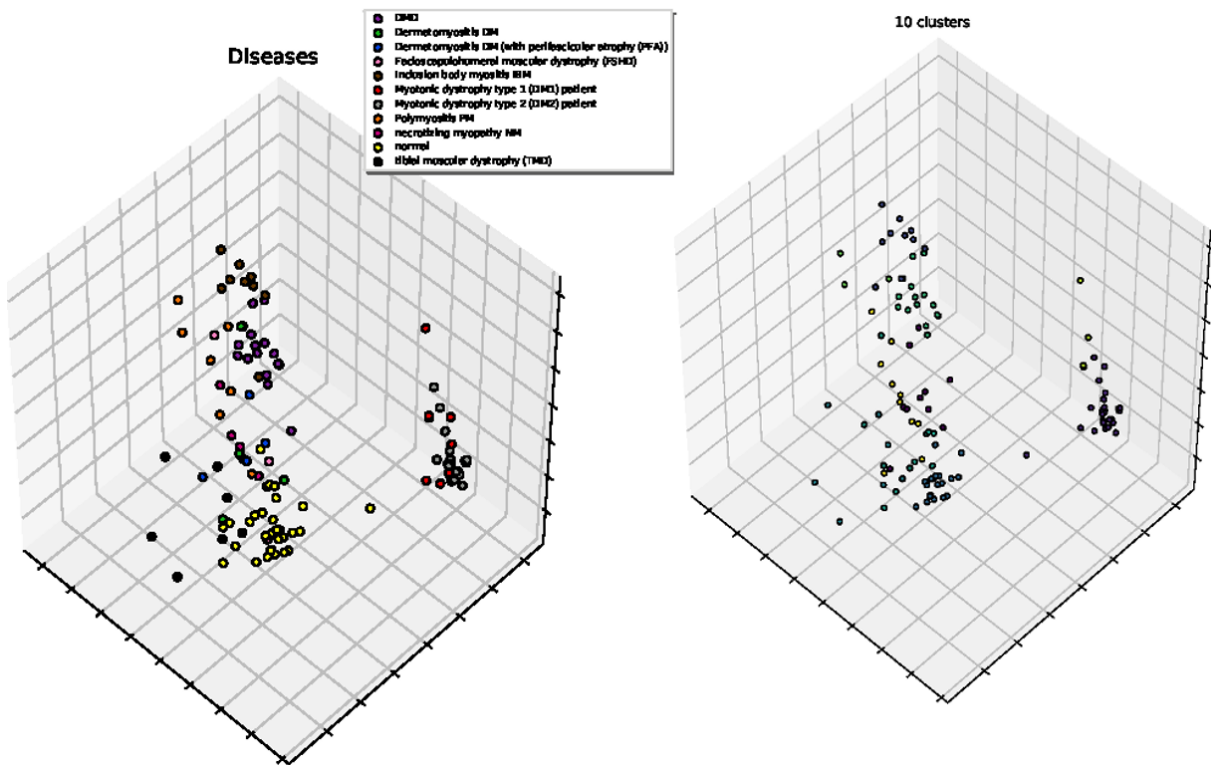 Diseases
DMD
Dermatomyositis DM
Dermatomyositis DM (with perifascicular atrophy (PFA))
Facioscapulohumeral muscular dystrophy (FSHD)
Inclusion body myositis IBM
Myotonic dystrophy type 1 (DM1) patient
Myotonic dystrophy type 2 (DM2) patient
Polymyositis PM
necrotizing myopathy NM
normal
tibial muscular dystrophy (TMD)
10 clusters